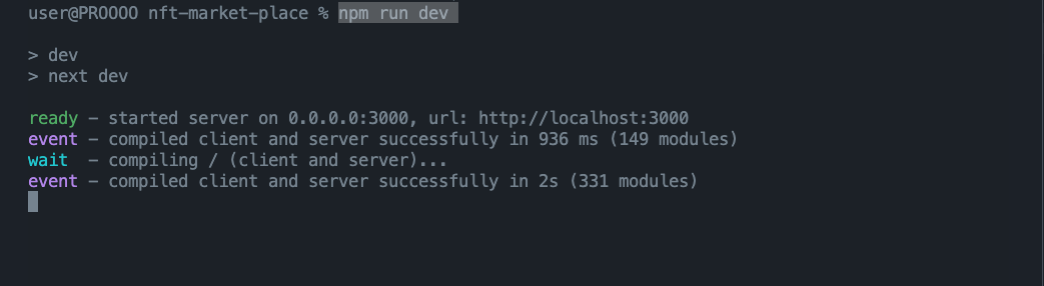 user@PROOOO nft-market-place % npm run dev
> dev
> next dev
ready – started server on 0.0.0.0:3000, url: http://localhost:3000
event – compiled client and server successfully in 936 ms (149 modules)
wait  – compiling / (client and server)...
event – compiled client and server successfully in 2s (331 modules)